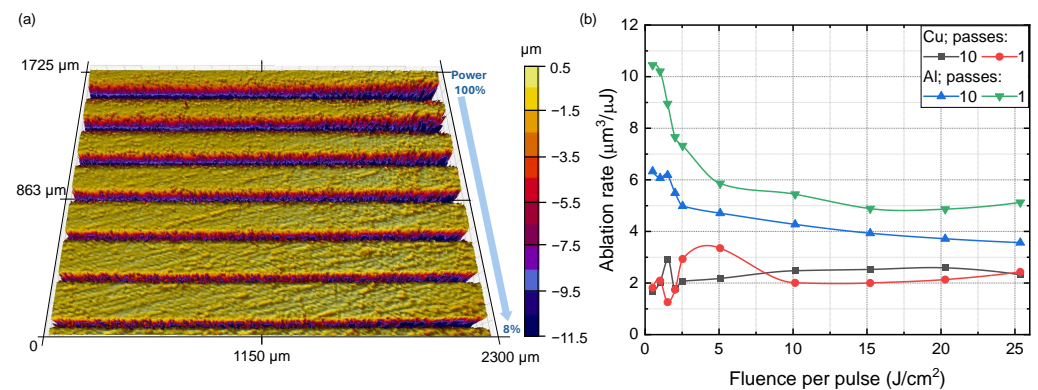 (a)
µm
1725 µm
863 µm
0
1150 µm
2300 µm
Power
100%
8%
0.5
−1.5
−3.5
−5.5
−7.5
−9.5
−11.5
(b)
Ablation rate (µm³/µJ)
12
10
8
6
4
2
0
0 5 10 15 20 25
Fluence per pulse (J/cm²)
Cu; passes:
10 1
Al; passes:
10 1